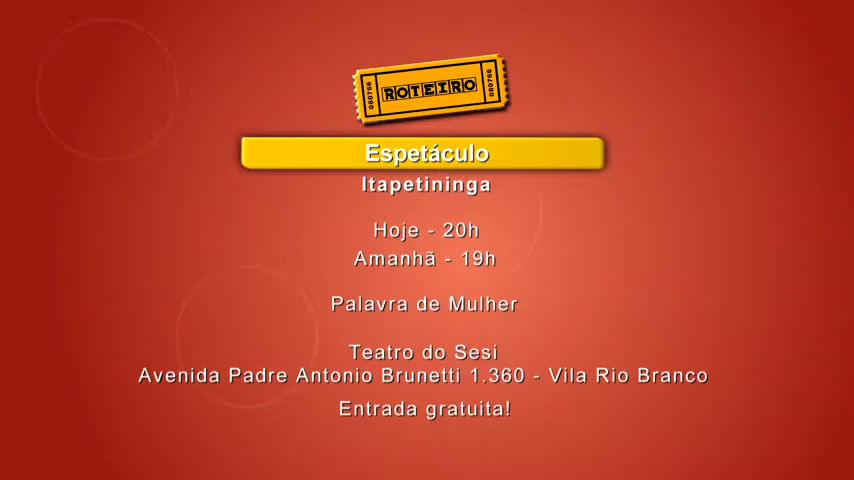 080766 ROTEIRO 080766
Espetáculo
Itapetininga
Hoje - 20h
Amanhã - 19h
Palavra de Mulher
Teatro do Sesi
Avenida Padre Antonio Brunetti 1.360 - Vila Rio Branco
Entrada gratuita!